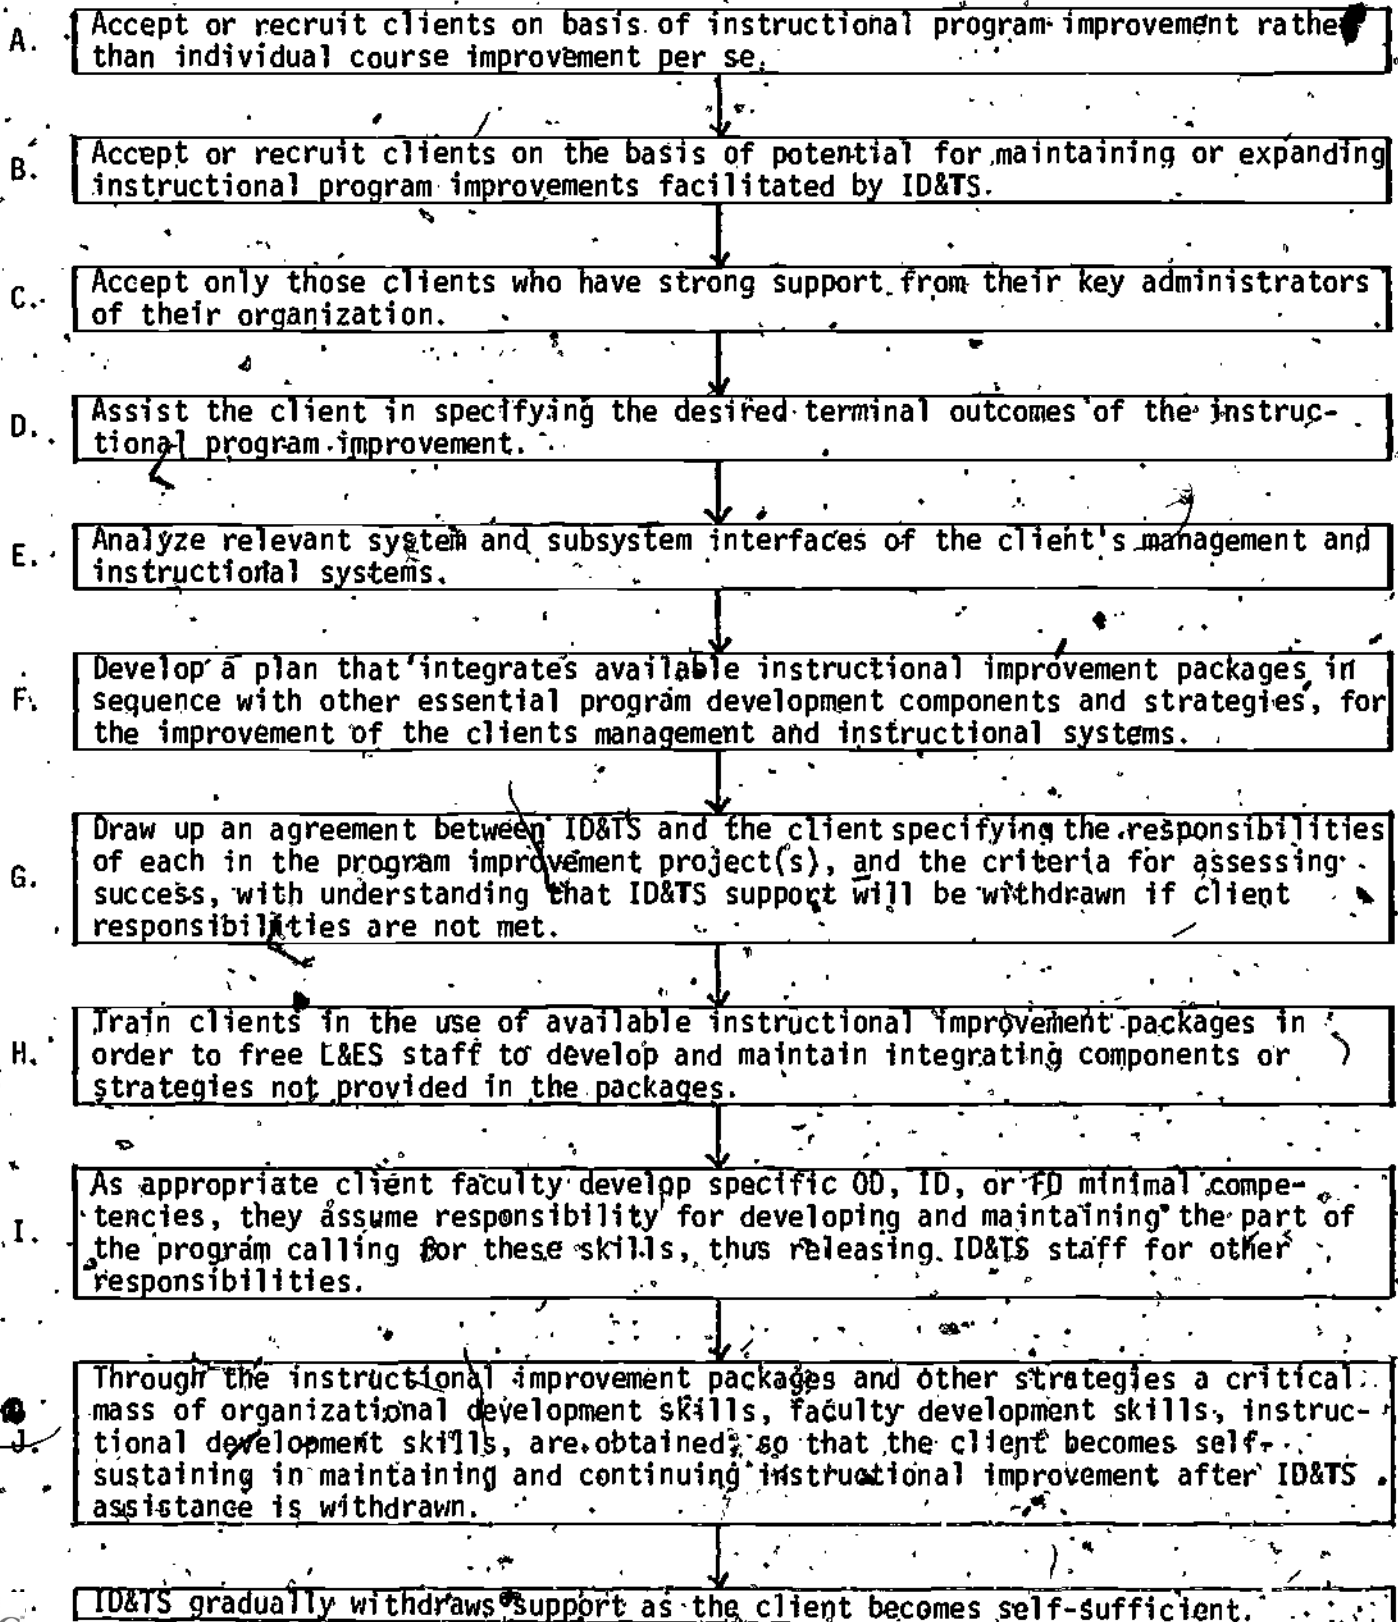 A. Accept or recruit clients on basis of instructional program improvement rather
than individual course improvement per se.
B. Accept or recruit clients on the basis of potential for maintaining or expanding
instructional program improvements facilitated by ID&TS.
C. Accept only those clients who have strong support from their key administrators
of their organization.
D. Assist the client in specifying the desired terminal outcomes of the instruc-
tional program improvement.
E. Analyze relevant system and subsystem interfaces of the client's management and
instructional systems.
F. Develop a plan that integrates available instructional improvement packages, in
sequence with other essential program development components and strategies, for
the improvement of the clients management and instructional systems.
G. Draw up an agreement between ID&TS and the client specifying the responsibilities
of each in the program improvement project(s), and the criteria for assessing
success, with understanding that ID&TS support will be withdrawn if client
responsibilities are not met.
H. Train clients in the use of available instructional improvement packages in
order to free L&ES staff to develop and maintain integrating components or
strategies not provided in the packages.
I. As appropriate client faculty develop specific OD, ID, or FD minimal compe-
tencies, they assume responsibility for developing and maintaining the part of
the program calling for these skills, thus releasing ID&TS staff for other
responsibilities.
J. Through the instructional improvement packages and other strategies a critical
mass of organizational development skills, faculty development skills, instruc-
tional development skills, are obtained, so that the client becomes self-
sustaining in maintaining and continuing instructional improvement after ID&TS
assistance is withdrawn.
ID&TS gradually withdraws support as the client becomes self-sufficient.